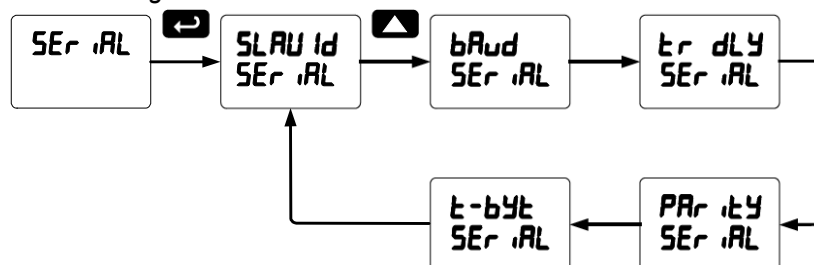 SEr iAL
SLAV id
SEr iAL
bAud
SEr iAL
tr dLY
SEr iAL
t-bYt
SEr iAL
PAr itY
SEr iAL